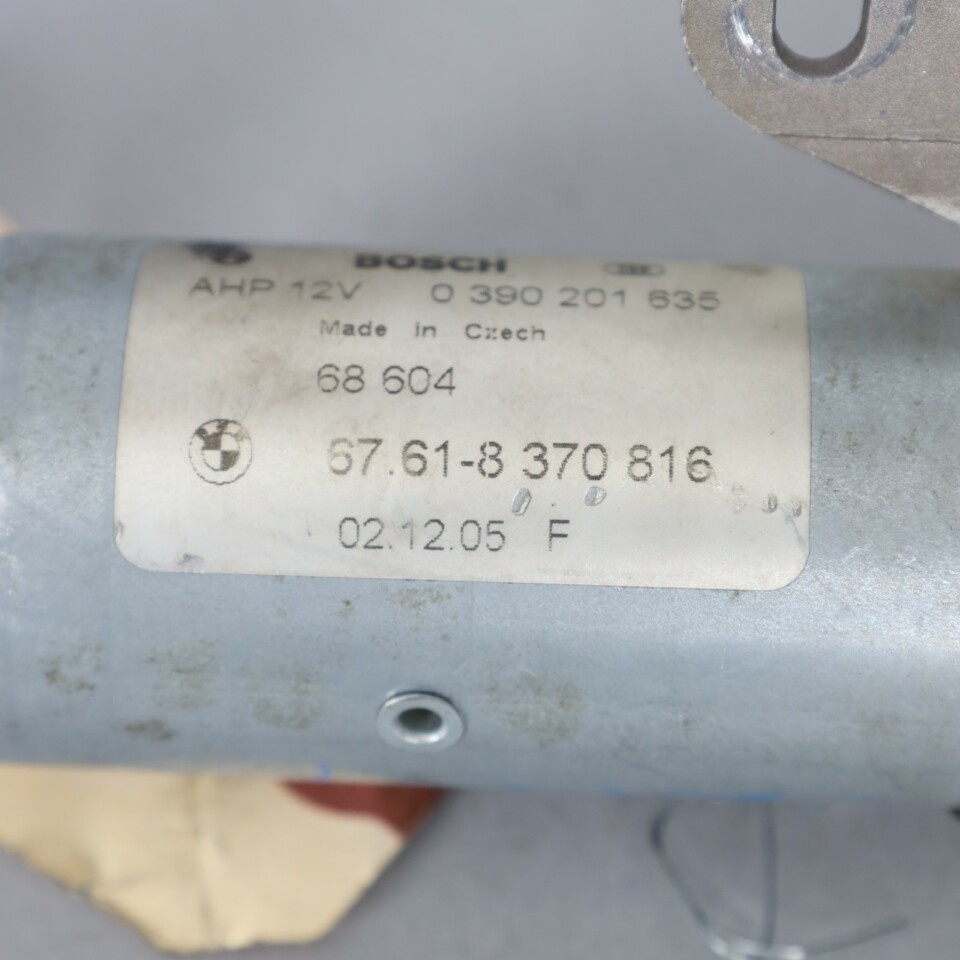 BOSCH
AHP 12V 0 390 201 635
Made in Czech
68 604
67.61-8 370 816
02.12.05 F